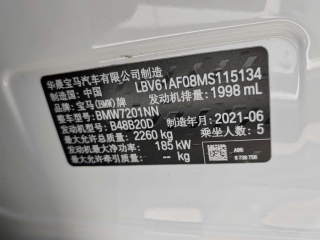 华晨宝马汽车有限公司制造
制造国：中国 LBV61AF08MS115134
品牌：宝马(BMW)牌 发动机排量：1998 mL
整车型号：BMW7201NN
发动机型号：B48B20D 制造年月：2021-06
最大允许总质量：2260 kg 乘坐人数：5
发动机最大净功率：185 kW
最大允许牵引质量：- kg